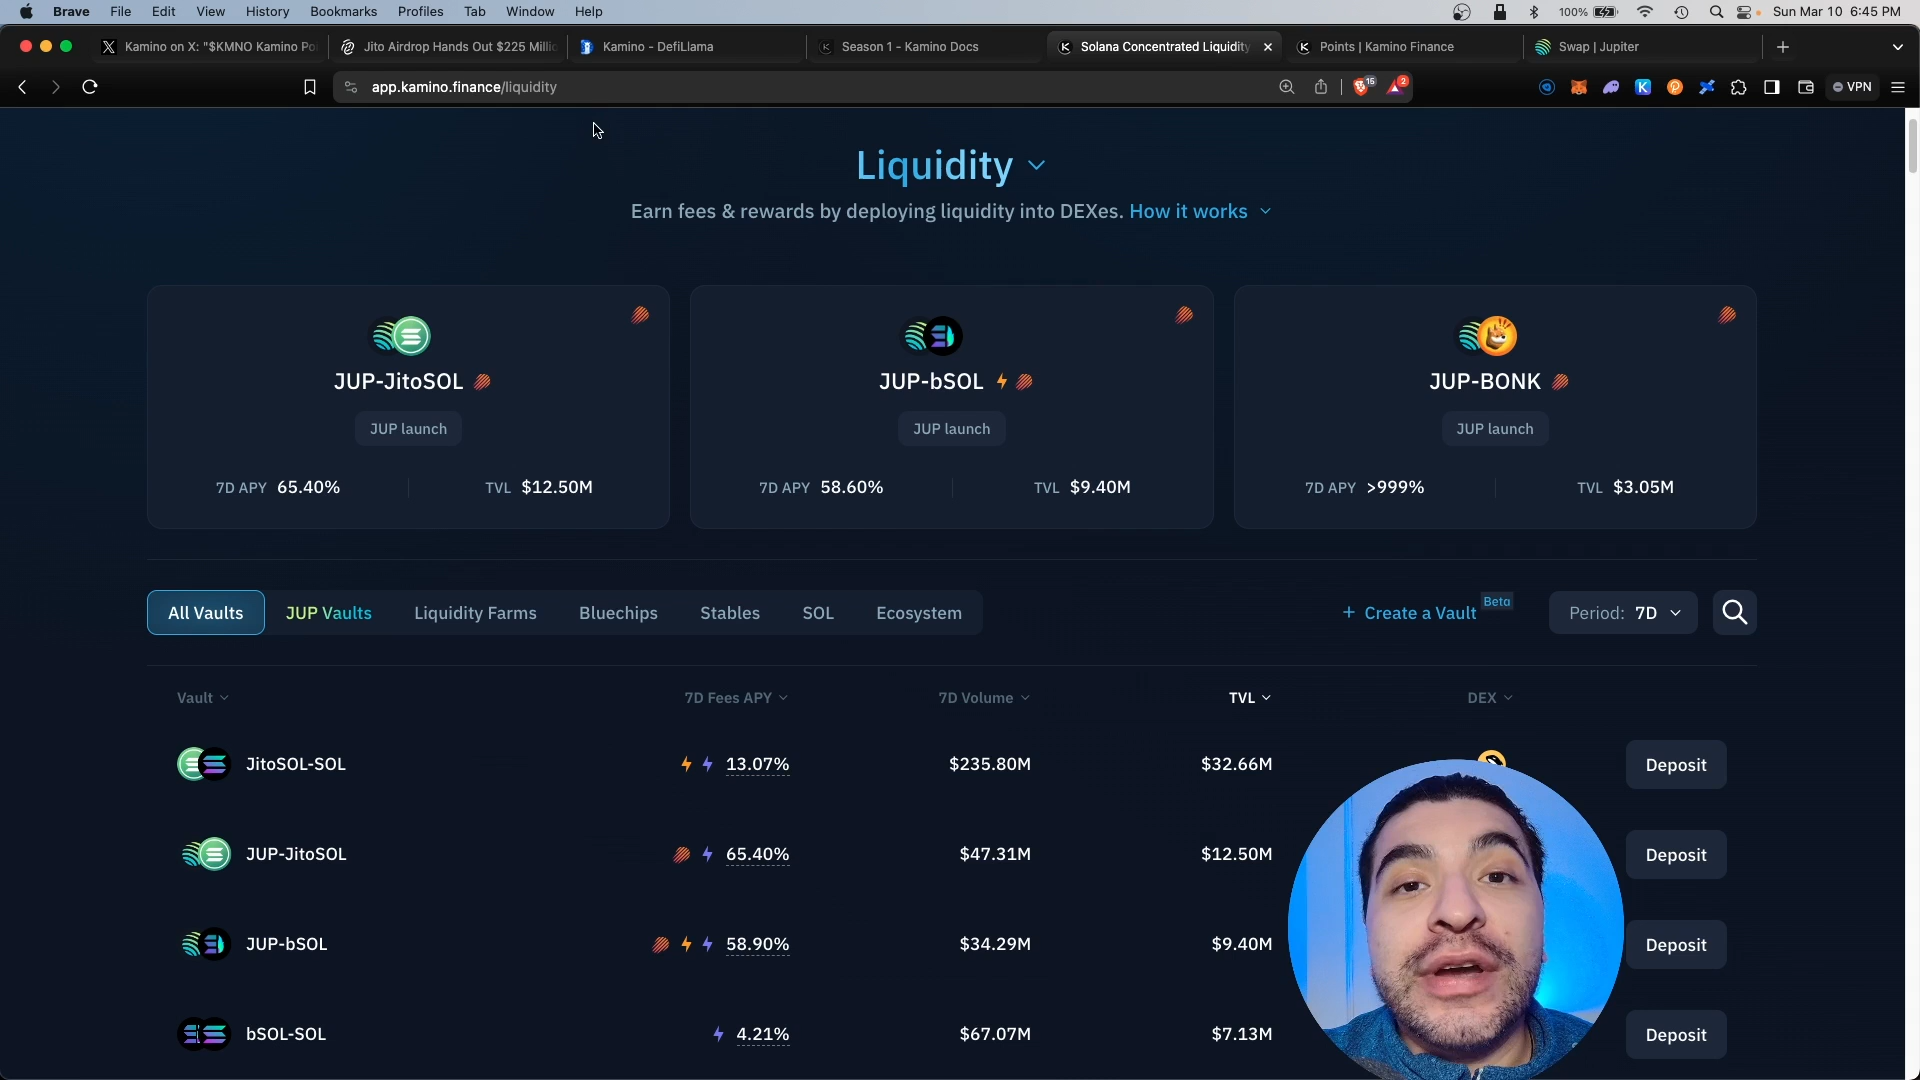 Brave File Edit View History Bookmarks Profiles Tab Window Help 100% Sun Mar 10 6:45 PM
Kamino on X: "$KMNO Kamino Po
Jito Airdrop Hands Out $225 Millio
Kamino - DefiLlama
Season 1 - Kamino Docs
Solana Concentrated Liquidity
Points | Kamino Finance
Swap | Jupiter
app.kamino.finance/liquidity 15 2 VPN
Liquidity
Earn fees & rewards by deploying liquidity into DEXes. How it works
JUP-JitoSOL
JUP launch
7D APY 65.40% TVL $12.50M
JUP-bSOL
JUP launch
7D APY 58.60% TVL $9.40M
JUP-BONK
JUP launch
7D APY >999% TVL $3.05M
All Vaults JUP Vaults Liquidity Farms Bluechips Stables SOL Ecosystem + Create a Vault Beta Period: 7D
Vault 7D Fees APY 7D Volume TVL DEX
JitoSOL-SOL 13.07% $235.80M $32.66M Deposit
JUP-JitoSOL 65.40% $47.31M $12.50M Deposit
JUP-bSOL 58.90% $34.29M $9.40M Deposit
bSOL-SOL 4.21% $67.07M $7.13M Deposit